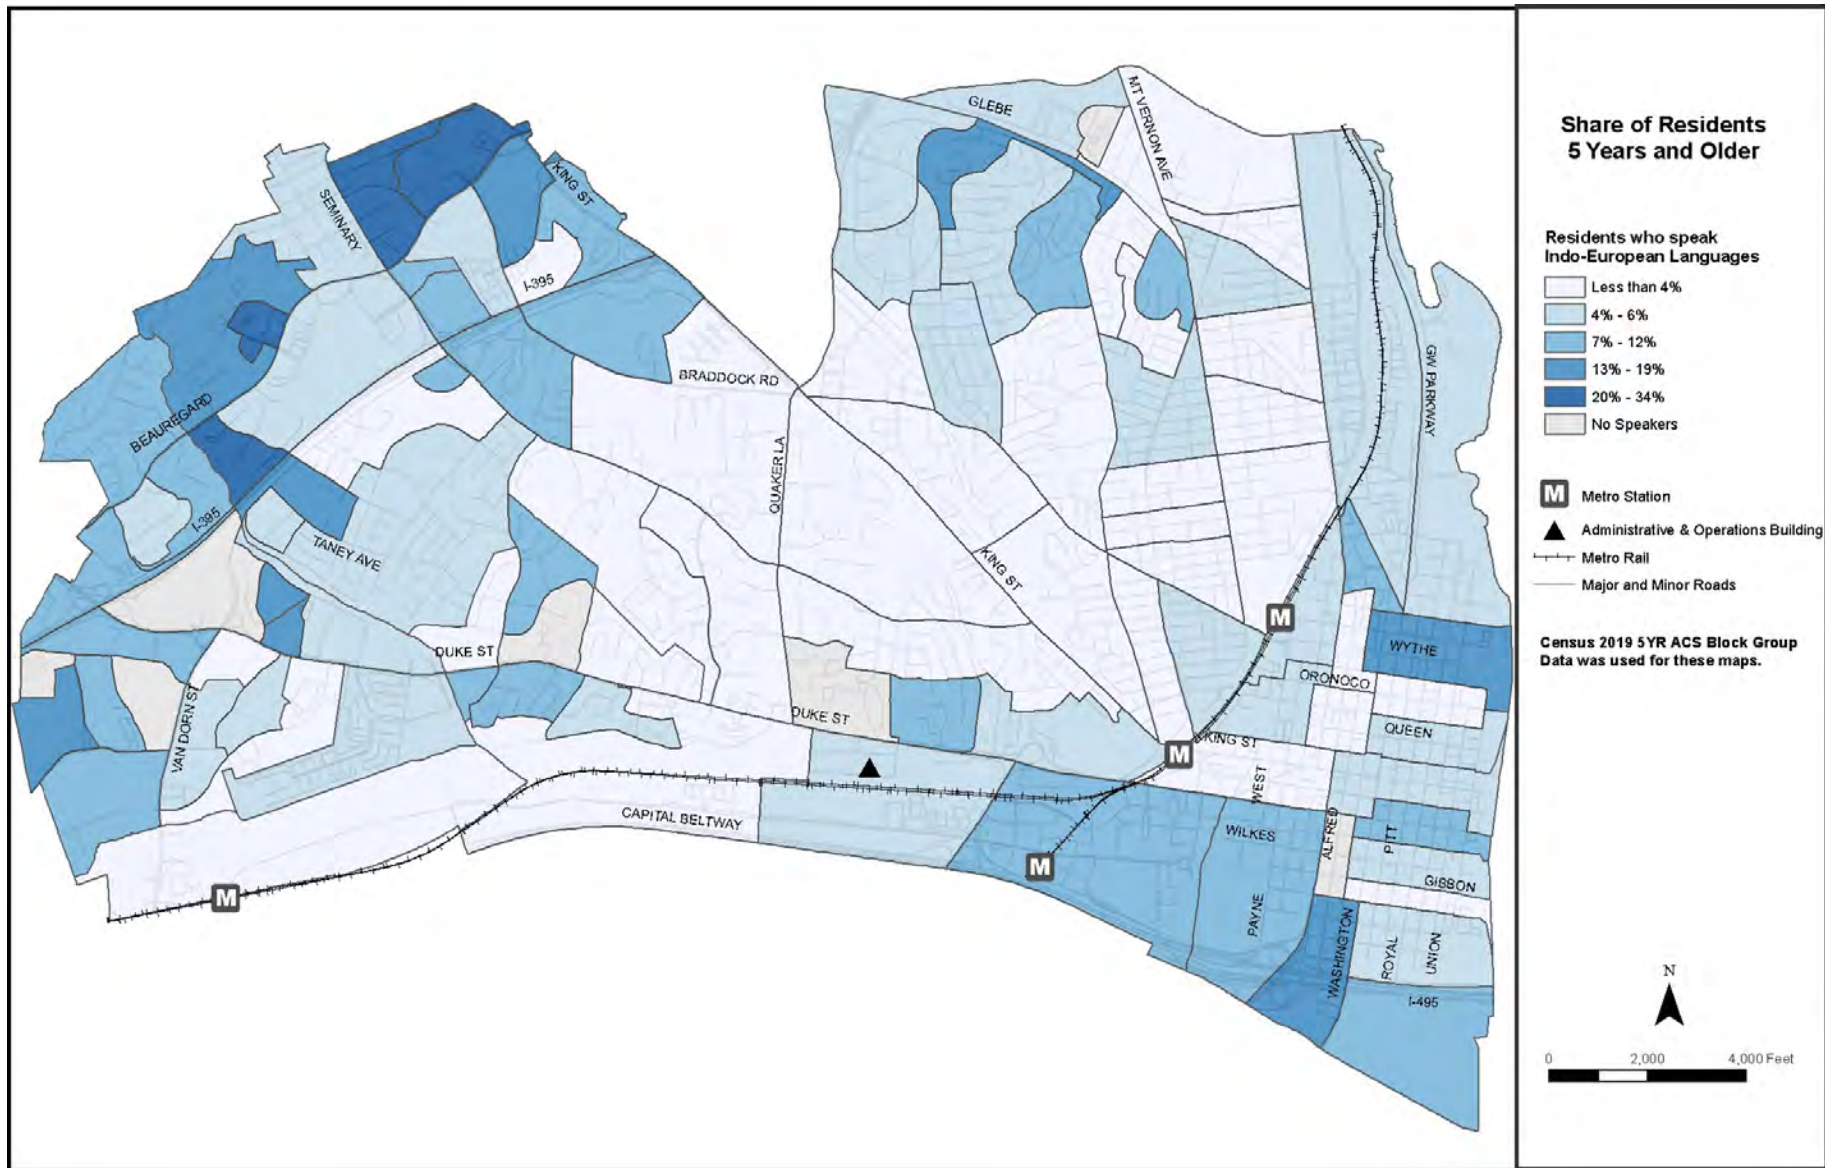 GLEBE
MT VERNON AVE
KING ST
SEMINARY
I-395
BRADDOCK RD
GW PARKWAY
BEAUREGARD
QUAKER LA
I-395
TANEY AVE
KING ST
DUKE ST
WYTHE
ORONOCO
VAN DORN ST
DUKE ST
QUEEN
KING ST
WEST
CAPITAL BELTWAY
WILKES
ALFRED
PITT
GIBBON
PAYNE
WASHINGTON
ROYAL
UNION
I-495
M
M
M
M
Share of Residents
5 Years and Older
Residents who speak
Indo-European Languages
Less than 4%
4% - 6%
7% - 12%
13% - 19%
20% - 34%
No Speakers
M Metro Station
Administrative & Operations Building
Metro Rail
Major and Minor Roads
Census 2019 5YR ACS Block Group
Data was used for these maps.
N
0 2,000 4,000 Feet